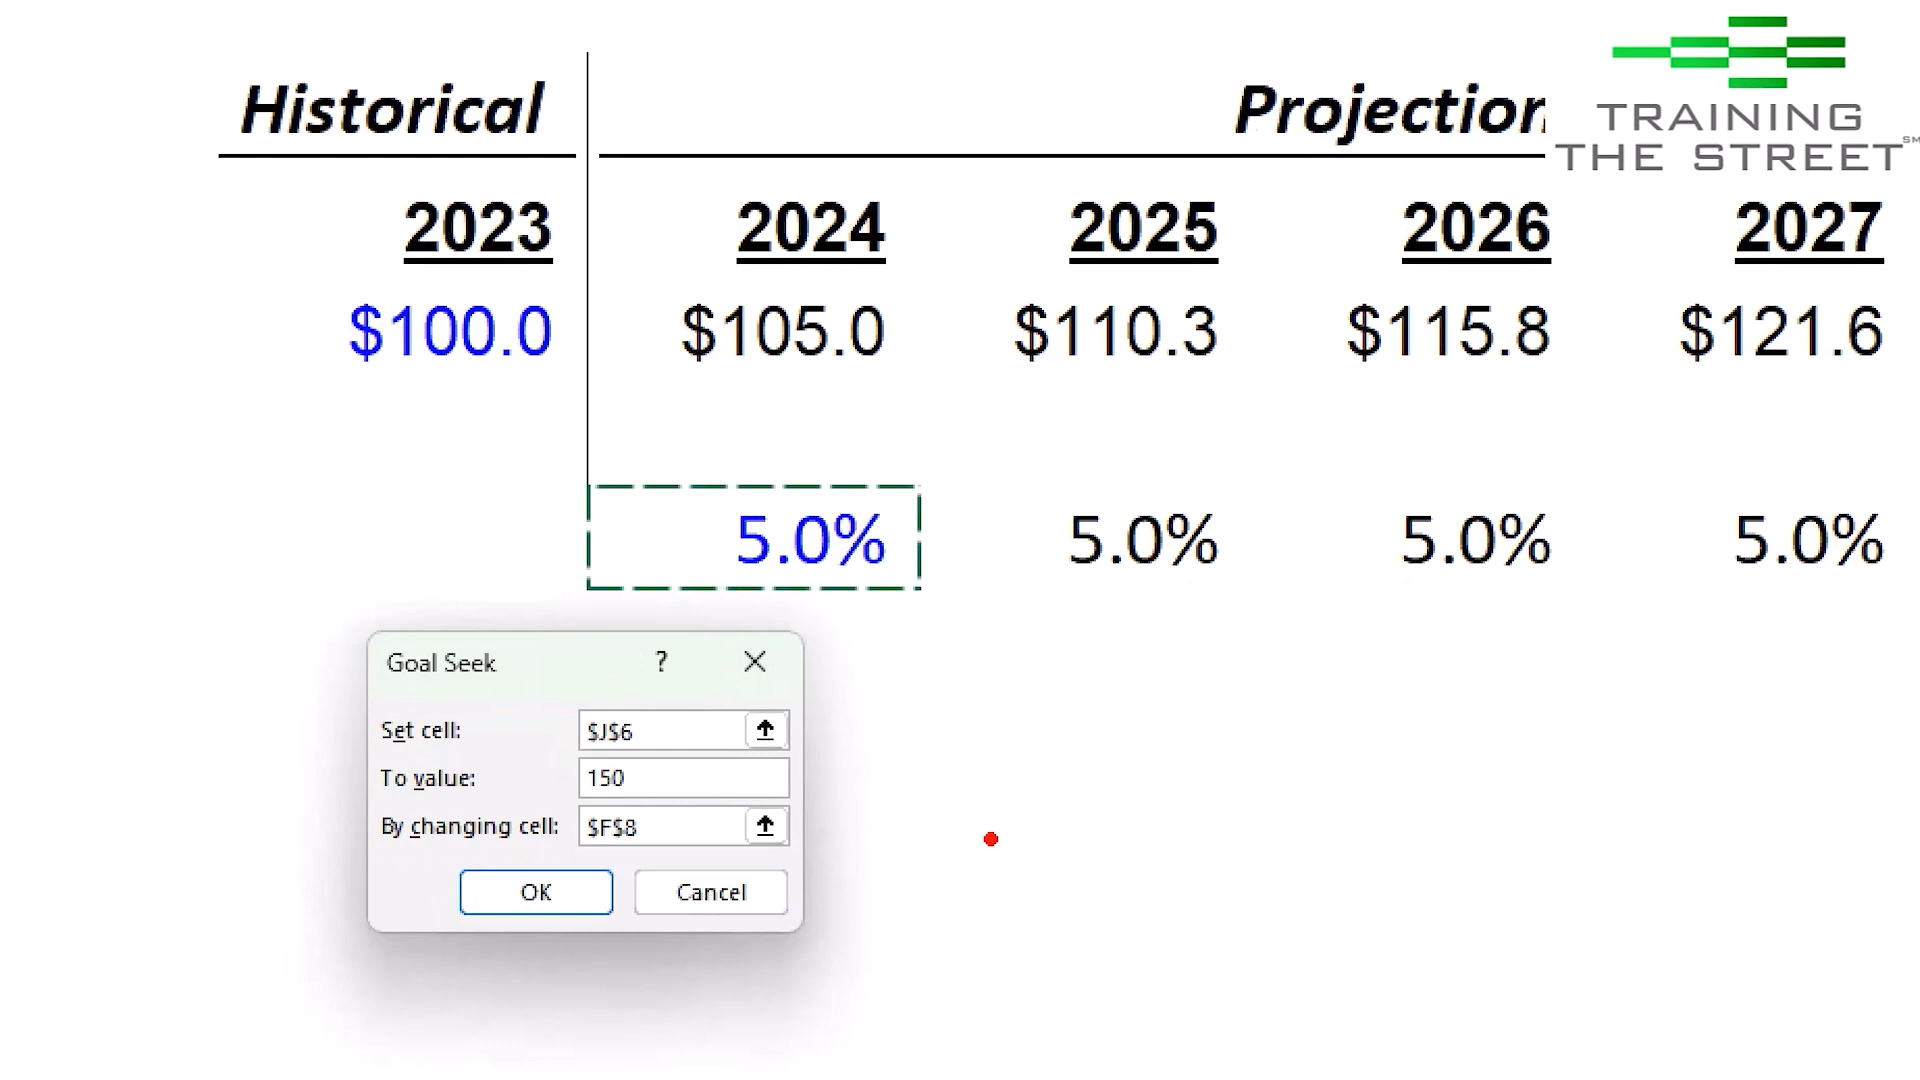 Historical Projection
TRAINING
THE STREET SM
2023 2024 2025 2026 2027
$100.0 $105.0 $110.3 $115.8 $121.6
5.0% 5.0% 5.0% 5.0%
Goal Seek ?
Set cell: $J$6
To value: 150
By changing cell: $F$8
OK Cancel